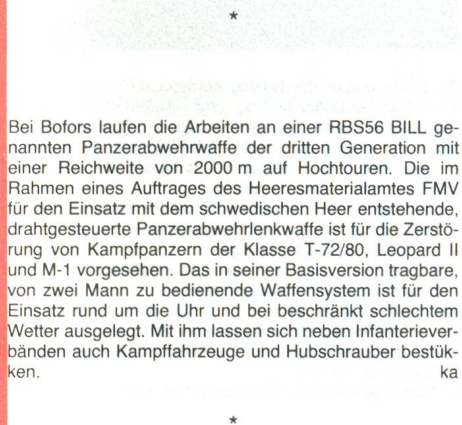 *
Bei Bofors laufen die Arbeiten an einer RBS56 BILL ge-
nannten Panzerabwehrwaffe der dritten Generation mit
einer Reichweite von 2000 m auf Hochtouren. Die im
Rahmen eines Auftrages des Heeresmaterialamtes FMV
für den Einsatz mit dem schwedischen Heer entstehende,
drahtgesteuerte Panzerabwehrlenkwaffe ist für die Zerstö-
rung von Kampfpanzern der Klasse T-72/80, Leopard II
und M-1 vorgesehen. Das in seiner Basisversion tragbare,
von zwei Mann zu bedienende Waffensystem ist für den
Einsatz rund um die Uhr und bei beschränkt schlechtem
Wetter ausgelegt. Mit ihm lassen sich neben Infanteriever-
bänden auch Kampffahrzeuge und Hubschrauber bestük-
ken. ka
*